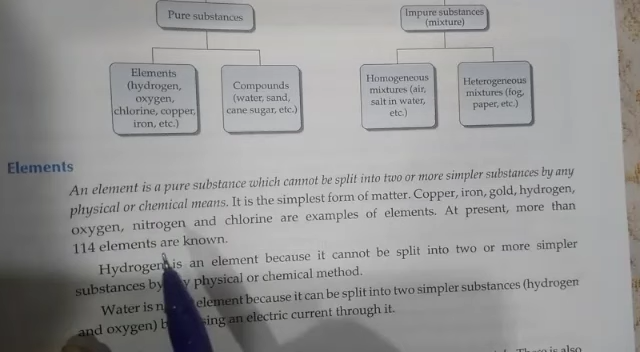 Pure substances
Impure substances
(mixture)
Elements
(hydrogen,
oxygen,
chlorine, copper,
iron, etc.)
Compounds
(water, sand,
cane sugar, etc.)
Homogeneous
mixtures (air,
salt in water,
etc.)
Heterogeneous
mixtures (fog,
paper, etc.)
Elements
An element is a pure substance which cannot be split into two or more simpler substances by any
physical or chemical means. It is the simplest form of matter. Copper, iron, gold, hydrogen,
oxygen, nitrogen and chlorine are examples of elements. At present, more than
114 elements are known.
Hydrogen is an element because it cannot be split into two or more simpler
substances by physical or chemical method.
Water is element because it can be split into two simpler substances (hydrogen
and oxygen) an electric current through it.
is also